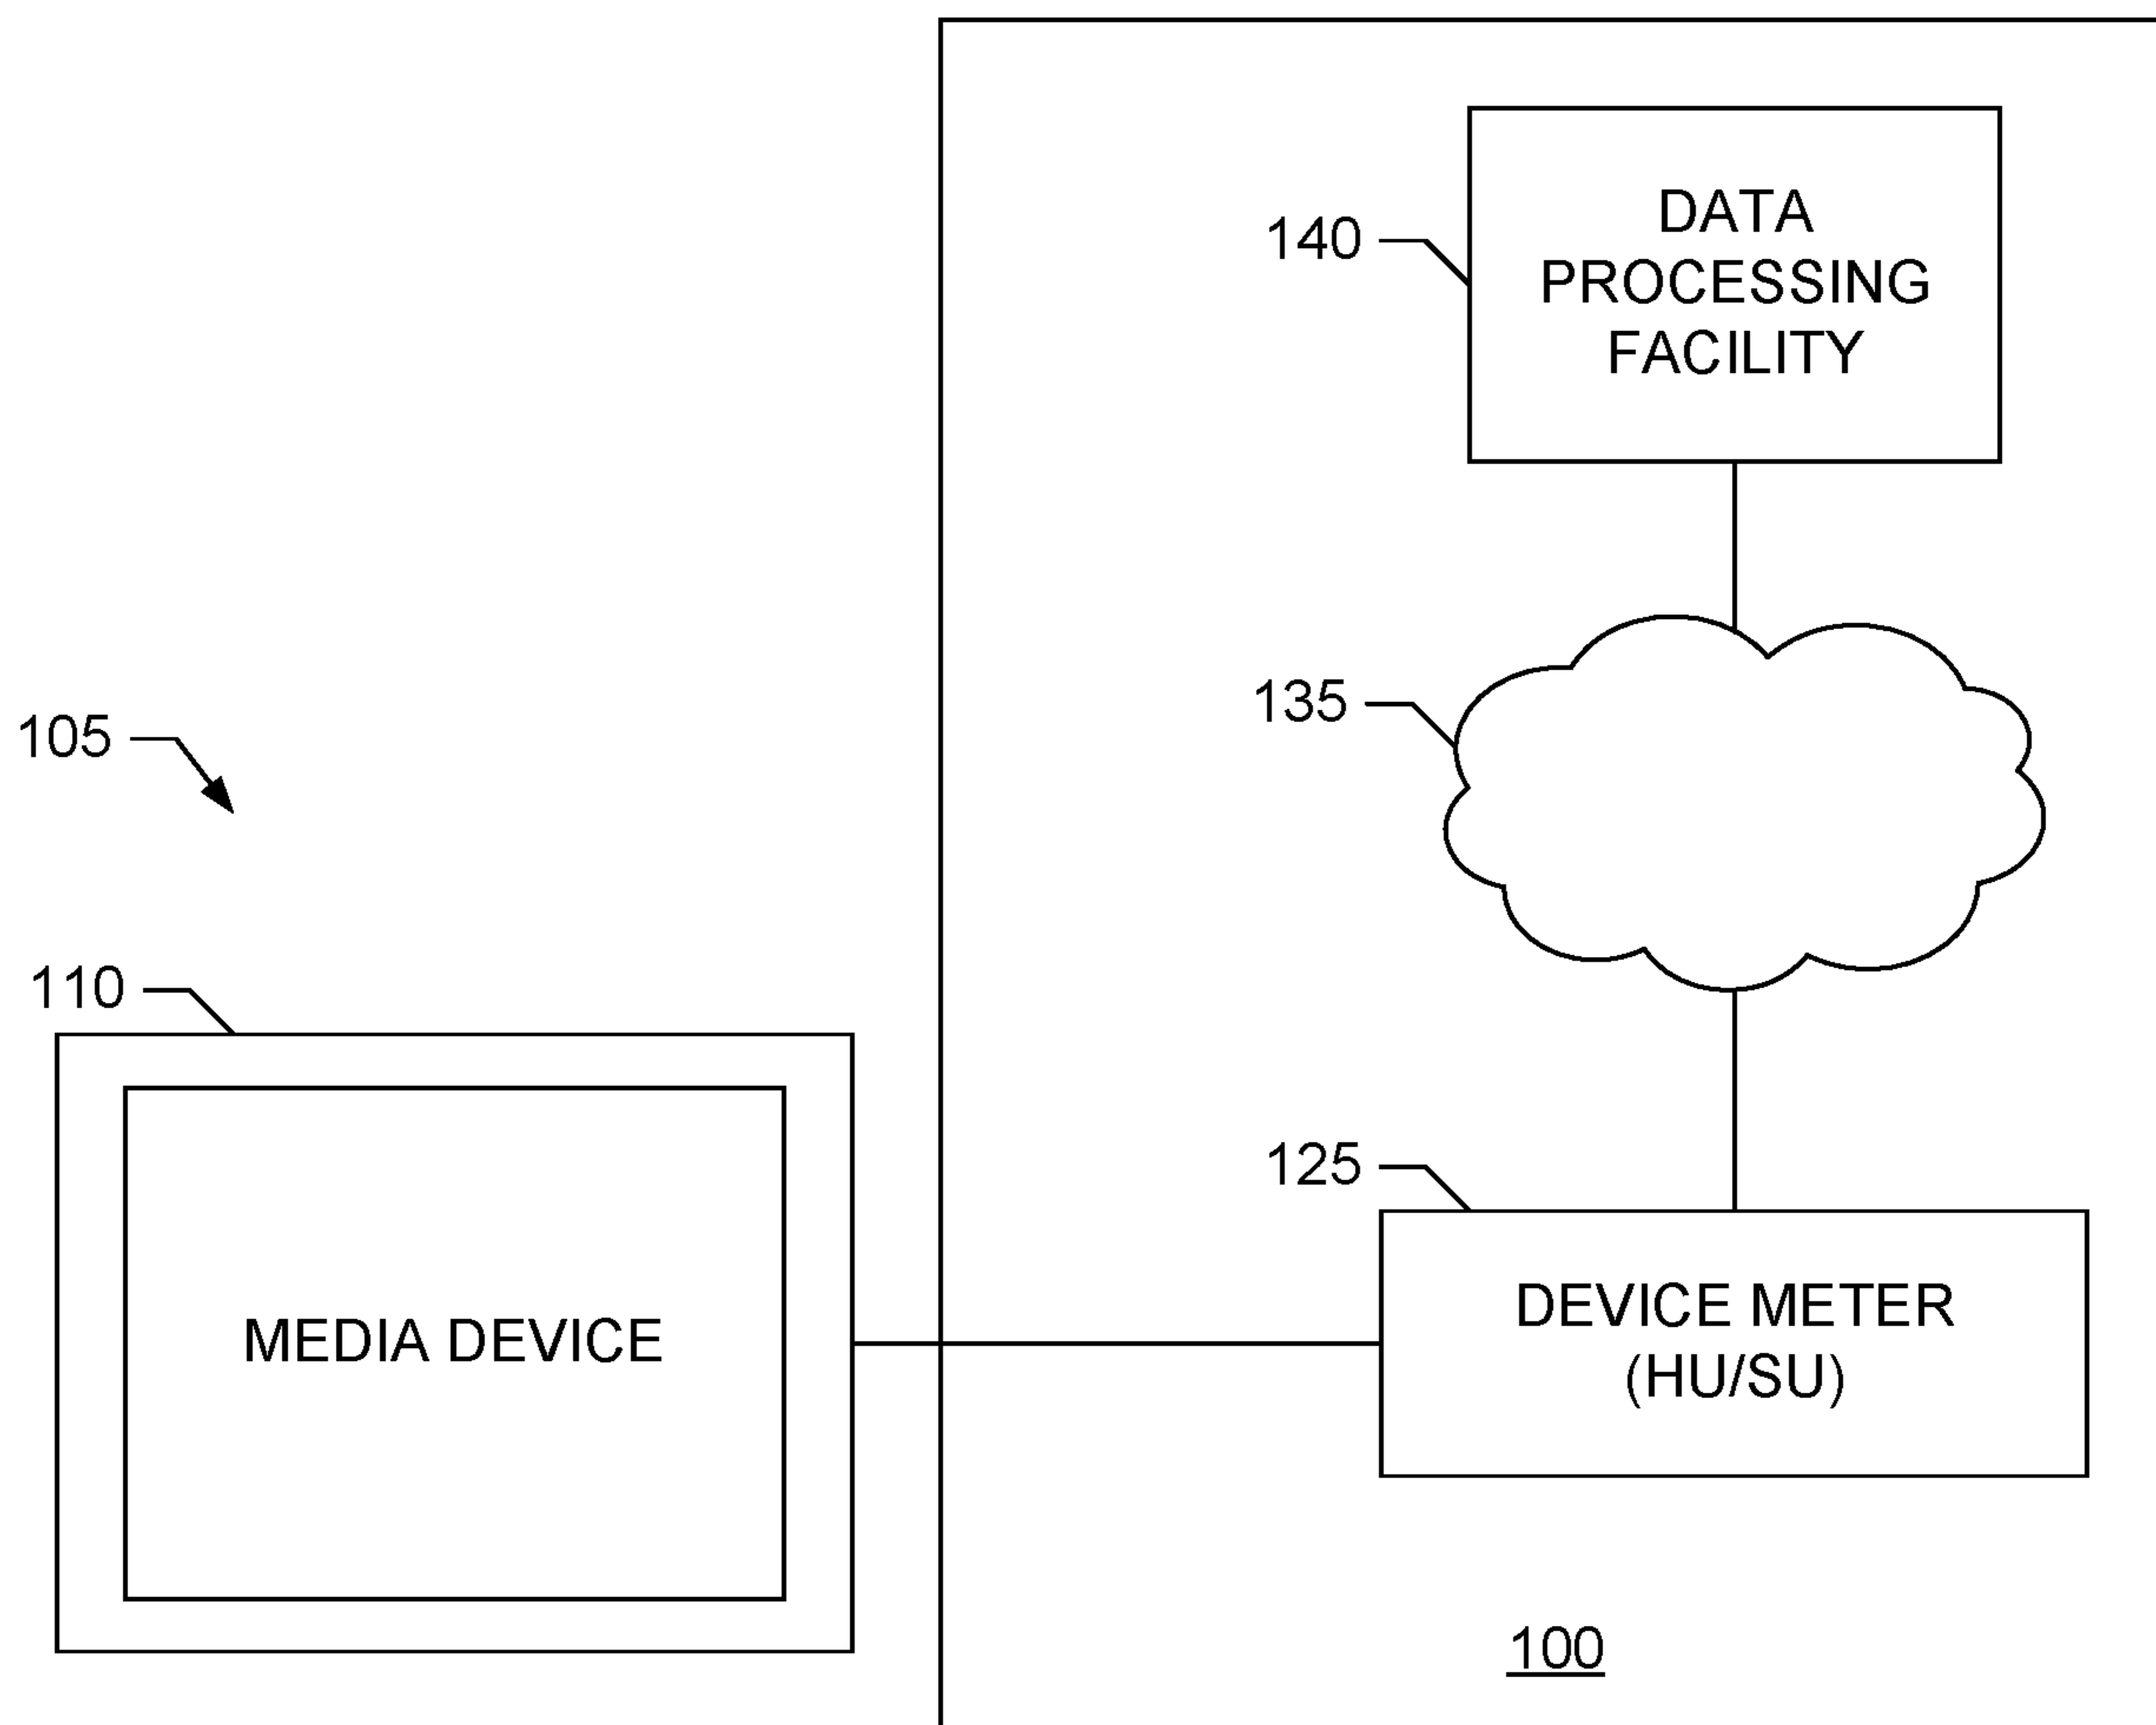 140
DATA
PROCESSING
FACILITY
135
105
110
125
MEDIA DEVICE
DEVICE METER
(HU/SU)
100